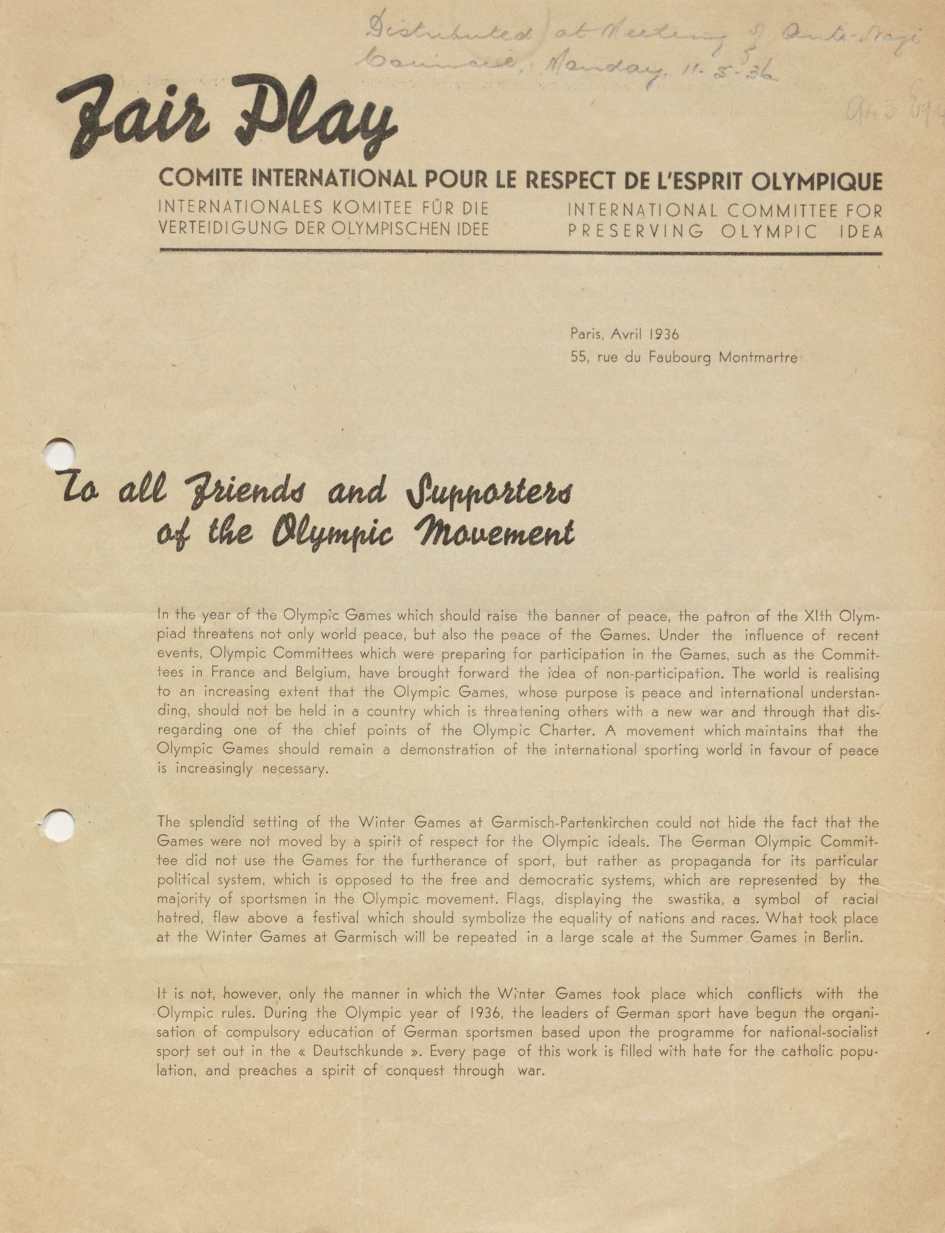 Distributed at Meeting of Anti-Nazi
Council, Monday, 11-5-36
Fair Play
COMITE INTERNATIONAL POUR LE RESPECT DE L'ESPRIT OLYMPIQUE
INTERNATIONALES KOMITEE FÜR DIE
VERTEIDIGUNG DER OLYMPISCHEN IDEE
INTERNATIONAL COMMITTEE FOR
PRESERVING OLYMPIC IDEA
Paris, Avril 1936
55, rue du Faubourg Montmartre
To all Friends and Supporters
of the Olympic Movement
In the year of the Olympic Games which should raise the banner of peace, the patron of the XIth Olym-
piad threatens not only world peace, but also the peace of the Games. Under the influence of recent
events, Olympic Committees which were preparing for participation in the Games, such as the Commit-
tees in France and Belgium, have brought forward the idea of non-participation. The world is realising
to an increasing extent that the Olympic Games, whose purpose is peace and international understan-
ding, should not be held in a country which is threatening others with a new war and through that dis-
regarding one of the chief points of the Olympic Charter. A movement which maintains that the
Olympic Games should remain a demonstration of the international sporting world in favour of peace
is increasingly necessary.
The splendid setting of the Winter Games at Garmisch-Partenkirchen could not hide the fact that the
Games were not moved by a spirit of respect for the Olympic ideals. The German Olympic Commit-
tee did not use the Games for the furtherance of sport, but rather as propaganda for its particular
political system, which is opposed to the free and democratic systems, which are represented by the
majority of sportsmen in the Olympic movement. Flags, displaying the swastika, a symbol of racial
hatred, flew above a festival which should symbolize the equality of nations and races. What took place
at the Winter Games at Garmisch will be repeated in a large scale at the Summer Games in Berlin.
It is not, however, only the manner in which the Winter Games took place which conflicts with the
Olympic rules. During the Olympic year of 1936, the leaders of German sport have begun the organi-
sation of compulsory education of German sportsmen based upon the programme for national-socialist
sport set out in the « Deutschkunde ». Every page of this work is filled with hate for the catholic popu-
lation, and preaches a spirit of conquest through war.